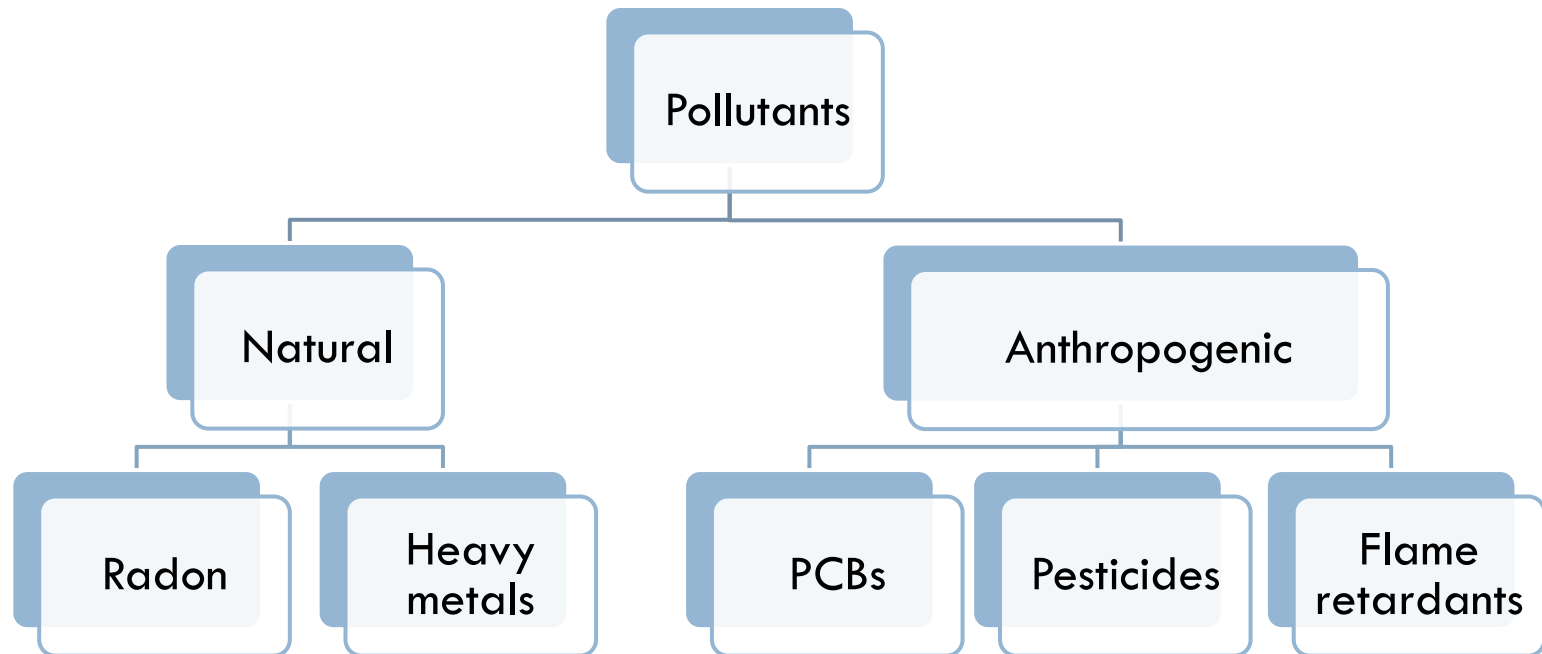 Pollutants
Natural
Anthropogenic
Radon
Heavy
metals
PCBs
Pesticides
Flame
retardants